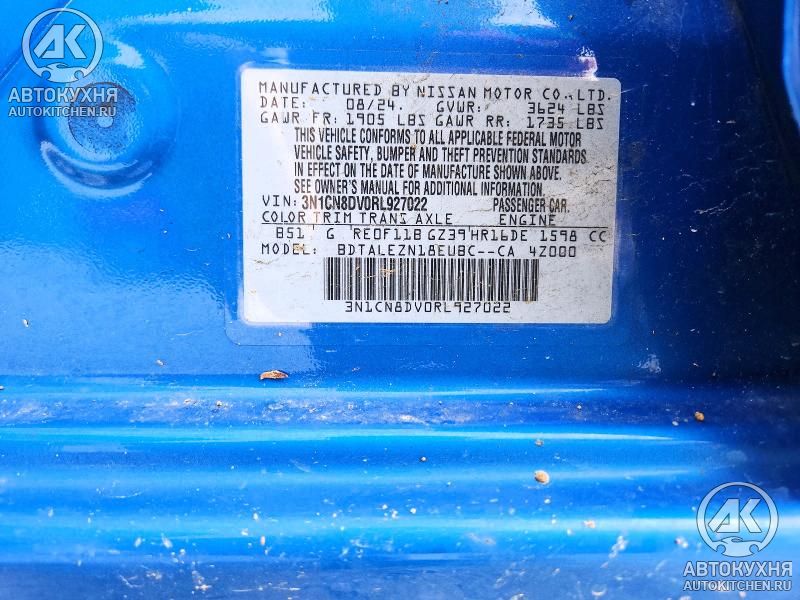 АК
АВТОКУХНЯ
AUTOKITCHEN.RU
MANUFACTURED BY NISSAN MOTOR CO.,LTD.
DATE: 08/24. GVWR: 3624 LBS
GAWR FR: 1905 LBS GAWR RR: 1735 LBS
THIS VEHICLE CONFORMS TO ALL APPLICABLE FEDERAL MOTOR
VEHICLE SAFETY, BUMPER AND THEFT PREVENTION STANDARDS
IN EFFECT ON THE DATE OF MANUFACTURE SHOWN ABOVE.
SEE OWNER'S MANUAL FOR ADDITIONAL INFORMATION.
VIN: 3N1CN8DV0RL927022 PASSENGER CAR.
COLOR TRIM TRANS AXLE ENGINE
B51 G RE0F11B GZ39 HR16DE 1598 CC
MODEL: BDTALEZN18EUBC--CA 4Z000
3N1CN8DV0RL927022
АК
АВТОКУХНЯ
AUTOKITCHEN.RU